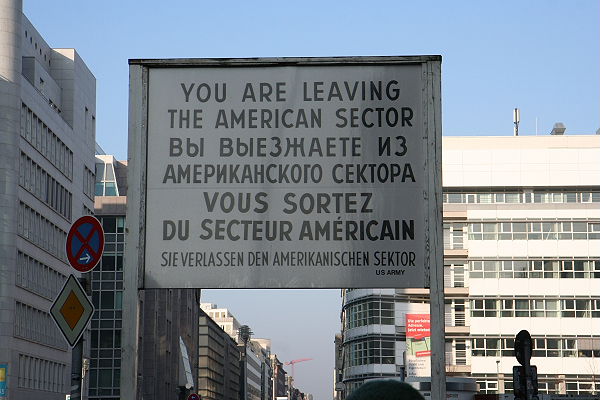 YOU ARE LEAVING
THE AMERICAN SECTOR
ВЫ ВЫЕЗЖАЕТЕ ИЗ
АМЕРИКАНСКОГО СЕКТОРА
VOUS SORTEZ
DU SECTEUR AMÉRICAIN
SIE VERLASSEN DEN AMERIKANISCHEN SEKTOR
US ARMY